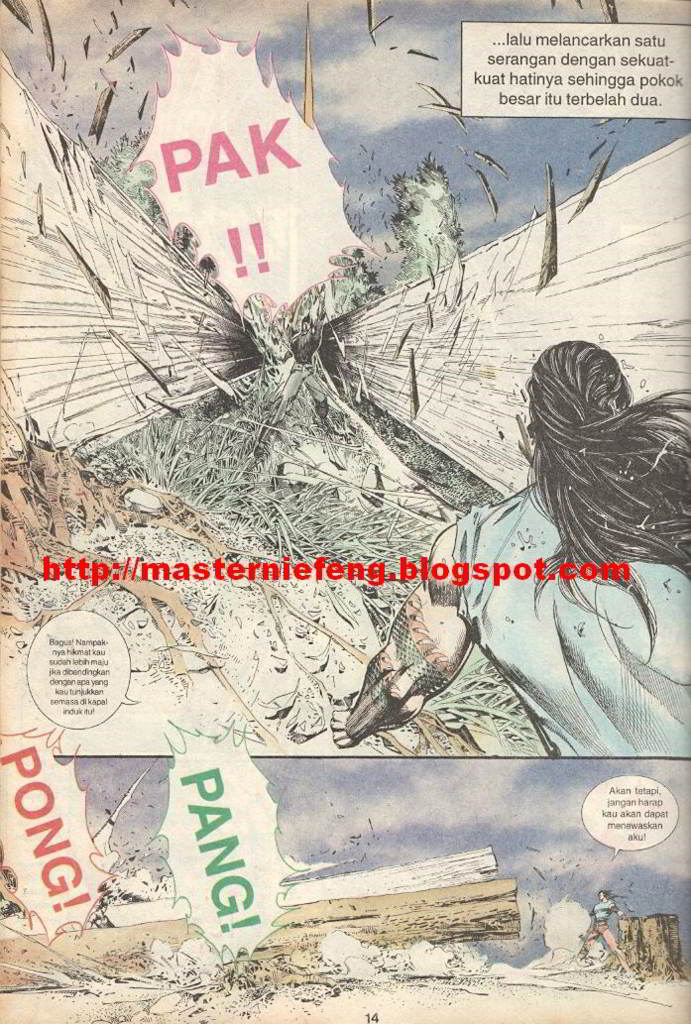 ...lalu melancarkan satu
serangan dengan sekuat-
kuat hatinya sehingga pokok
besar itu terbelah dua.
PAK
!!
http://masterniefeng.blogspot.com
Bagus! Nampak-
nya hikmat kau
sudah lebih maju
jika dibandingkan
dengan apa yang
kau tunjukkan
semasa di kapal
induk itu!
PONG!
PANG!
Akan tetapi,
jangan harap
kau akan dapat
menewaskan
aku!
14